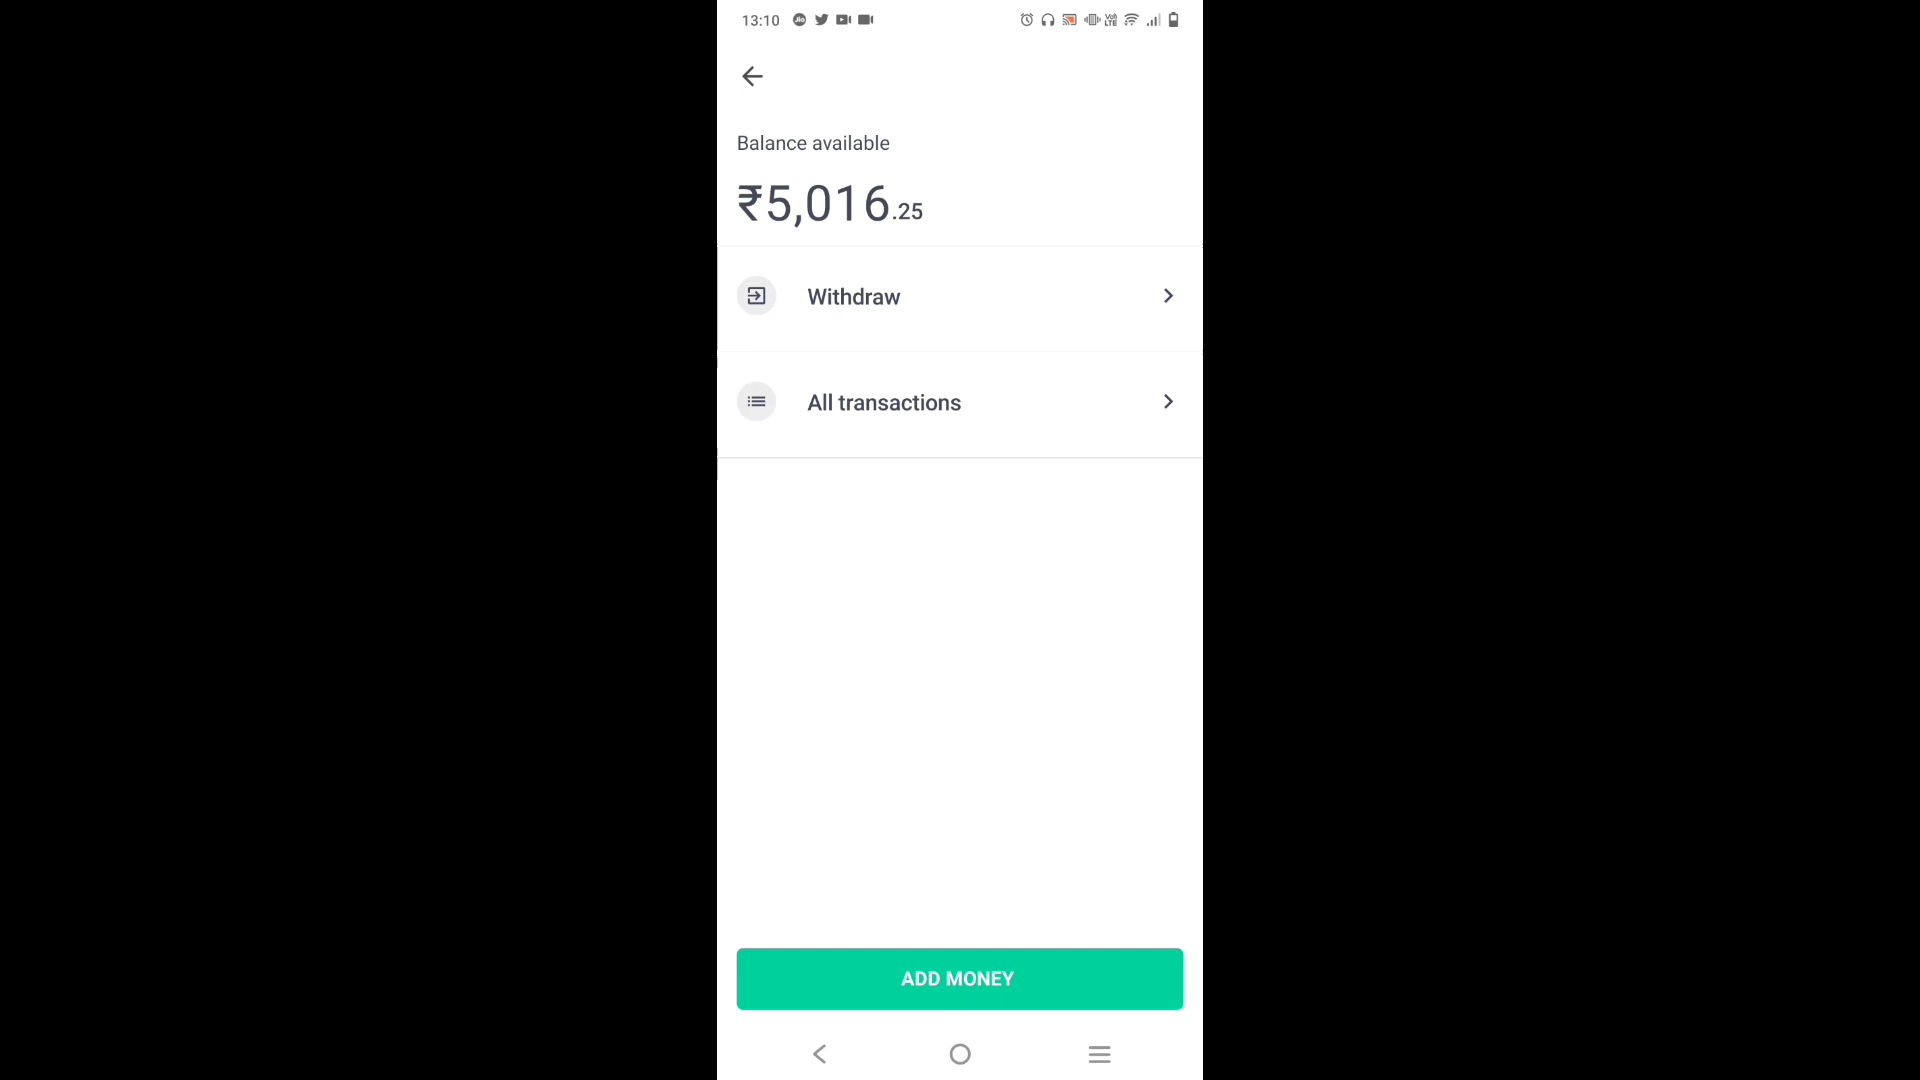 13:10
Balance available
₹5,016.25
Withdraw
All transactions
ADD MONEY